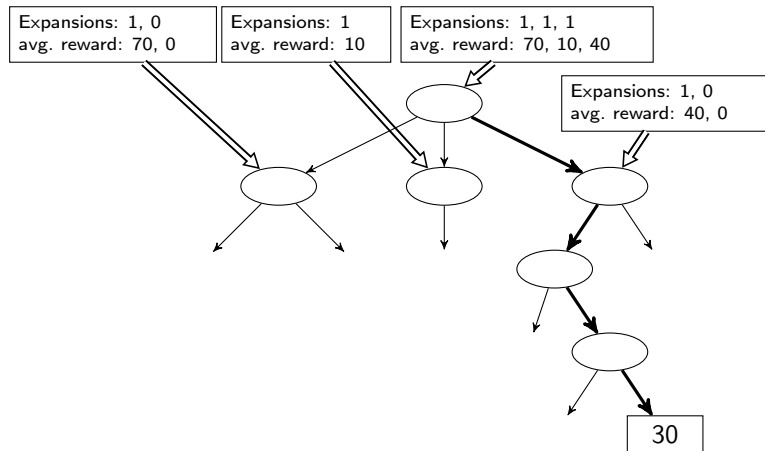 Expansions: 1, 0
avg. reward: 70, 0
Expansions: 1
avg. reward: 10
Expansions: 1, 1, 1
avg. reward: 70, 10, 40
Expansions: 1, 0
avg. reward: 40, 0
30